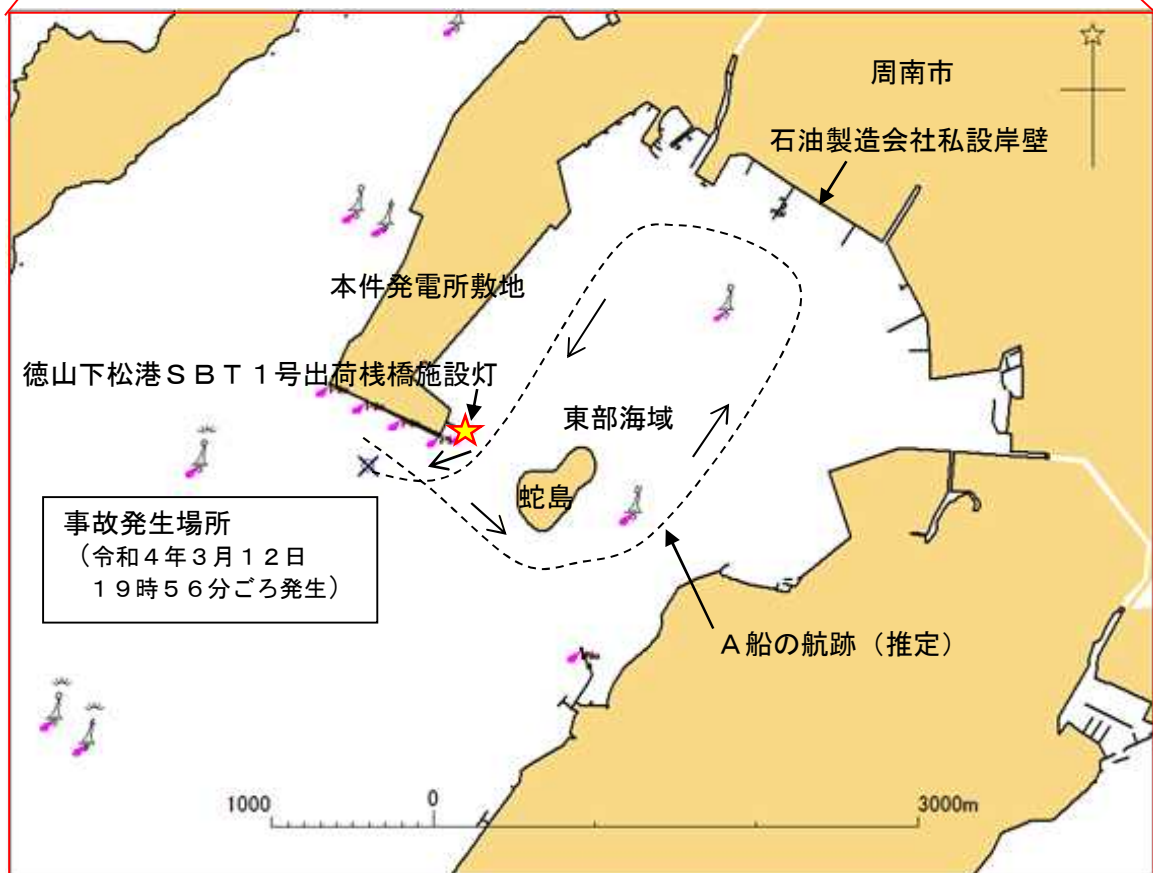 周南市
石油製造会社私設岸壁
本件発電所敷地
徳山下松港ＳＢＴ１号出荷桟橋施設灯
東部海域
蛇島
事故発生場所
（令和４年３月１２日
１９時５６分ごろ発生）
Ａ船の航跡（推定）
1000 0 3000m